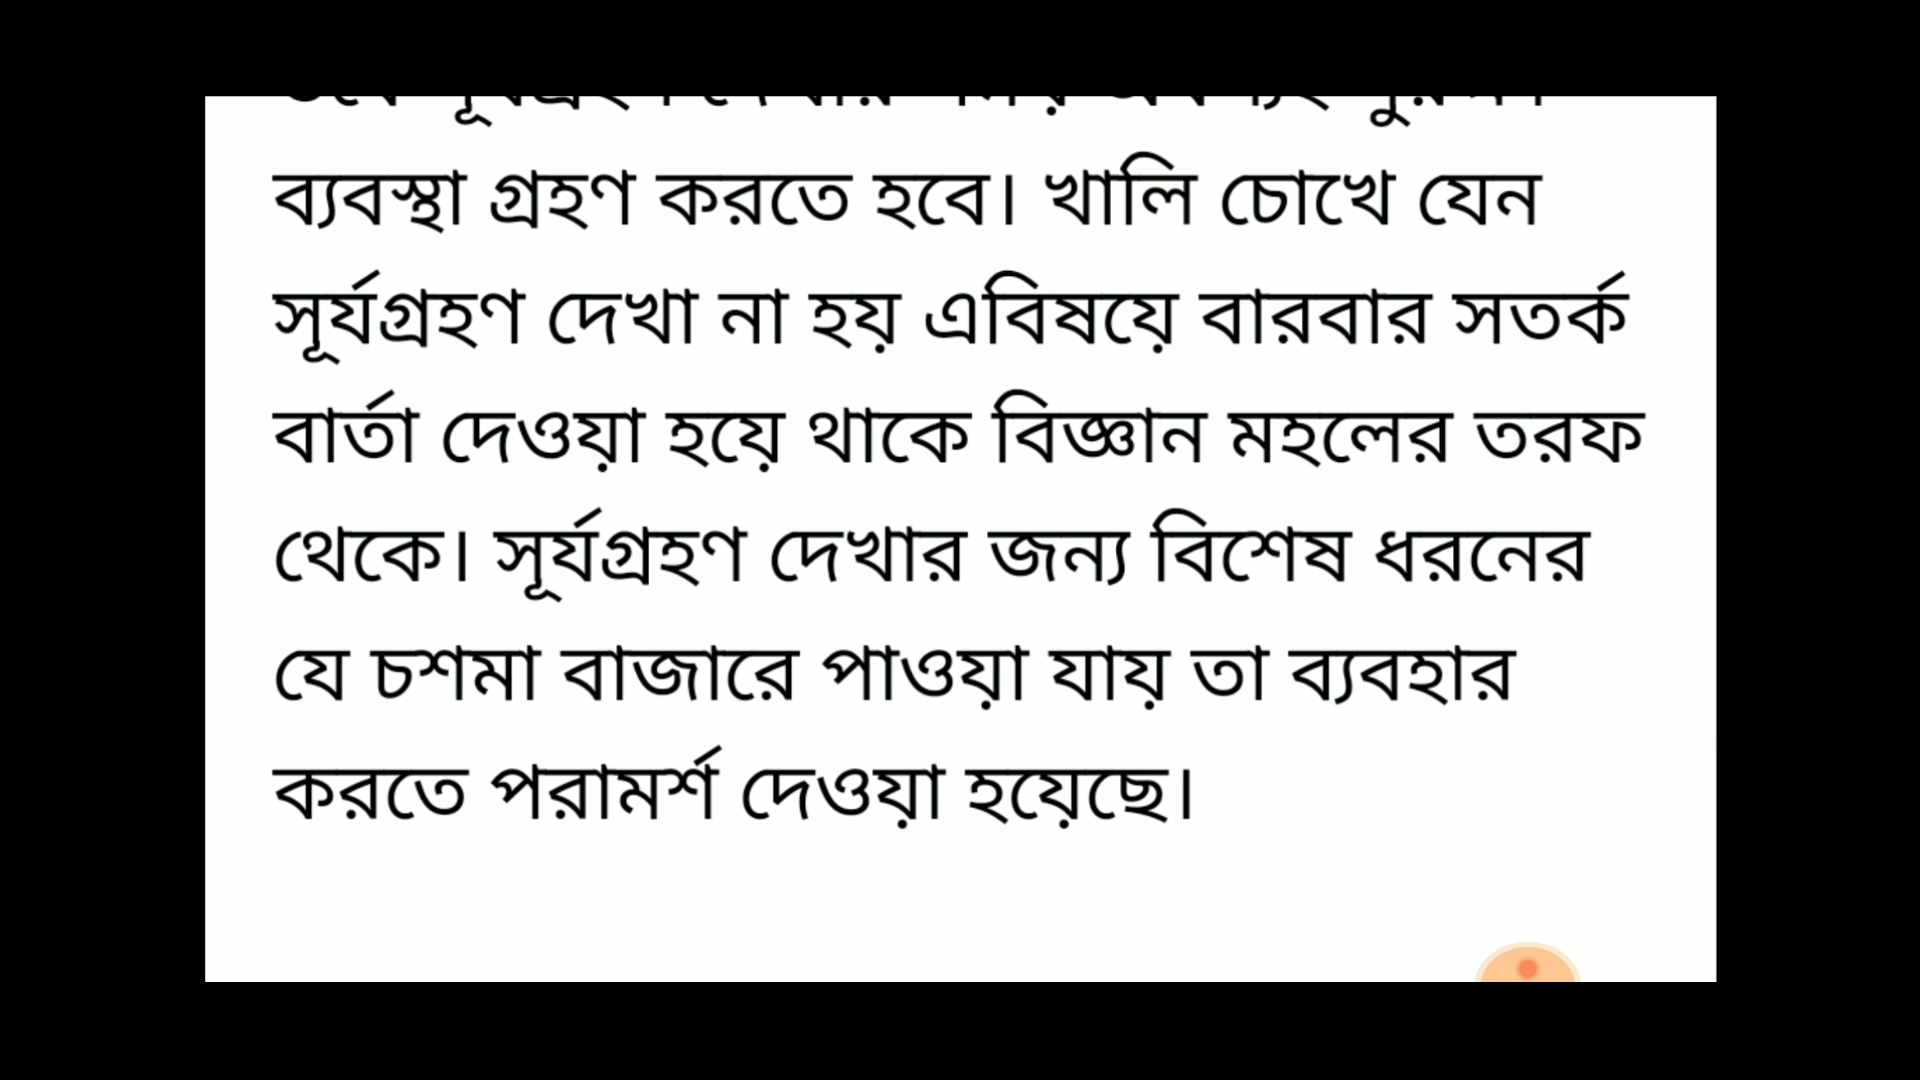 ব্যবস্থা গ্রহণ করতে হবে। খালি চোখে যেন
সূর্যগ্রহণ দেখা না হয় এবিষয়ে বারবার সতর্ক
বার্তা দেওয়া হয়ে থাকে বিজ্ঞান মহলের তরফ
থেকে। সূর্যগ্রহণ দেখার জন্য বিশেষ ধরনের
যে চশমা বাজারে পাওয়া যায় তা ব্যবহার
করতে পরামর্শ দেওয়া হয়েছে।